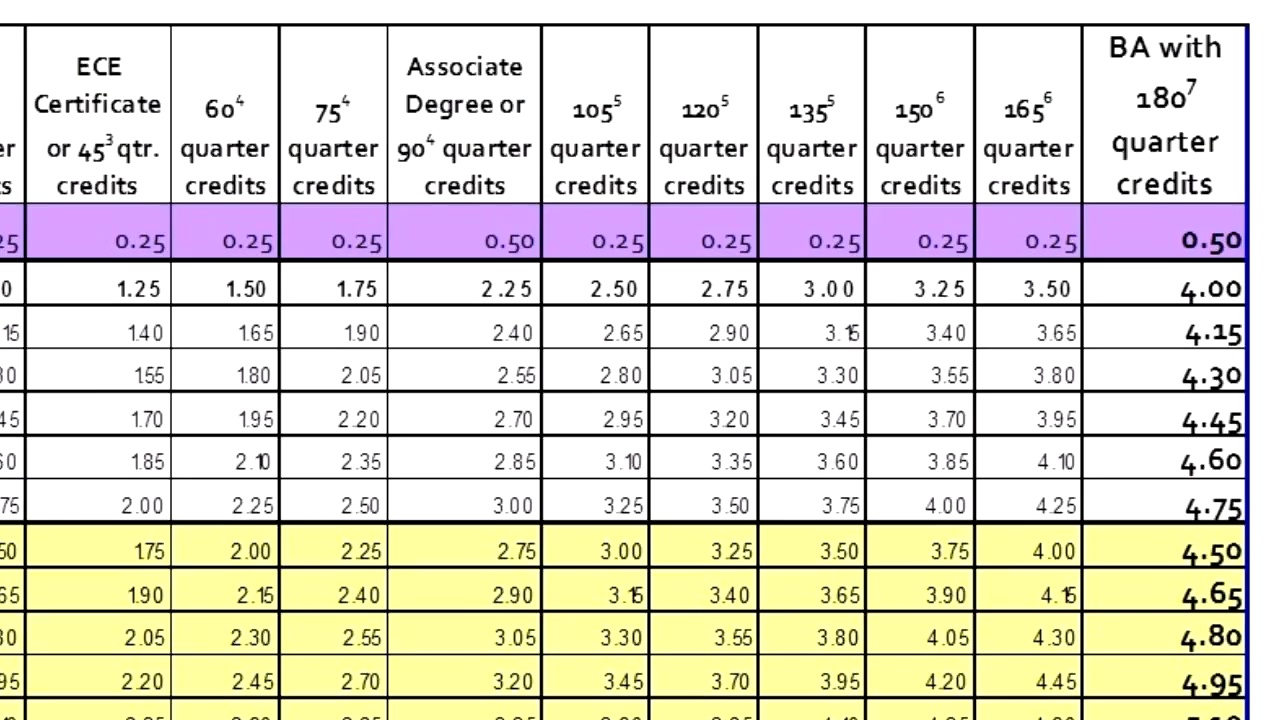 ECE Certificate or 45³ qtr. credits 60⁴ quarter credits 75⁴ quarter credits Associate Degree or 90⁴ quarter credits 105⁵ quarter credits 120⁵ quarter credits 135⁵ quarter credits 150⁶ quarter credits 165⁶ quarter credits BA with 180⁷ quarter credits
0.25 0.25 0.25 0.50 0.25 0.25 0.25 0.25 0.25 0.50
1.25 1.50 1.75 2.25 2.50 2.75 3.00 3.25 3.50 4.00
15 1.40 1.65 1.90 2.40 2.65 2.90 3.15 3.40 3.65 4.15
1.55 1.80 2.05 2.55 2.80 3.05 3.30 3.55 3.80 4.30
45 1.70 1.95 2.20 2.70 2.95 3.20 3.45 3.70 3.95 4.45
1.85 2.10 2.35 2.85 3.10 3.35 3.60 3.85 4.10 4.60
75 2.00 2.25 2.50 3.00 3.25 3.50 3.75 4.00 4.25 4.75
50 1.75 2.00 2.25 2.75 3.00 3.25 3.50 3.75 4.00 4.50
65 1.90 2.15 2.40 2.90 3.15 3.40 3.65 3.90 4.15 4.65
2.05 2.30 2.55 3.05 3.30 3.55 3.80 4.05 4.30 4.80
95 2.20 2.45 2.70 3.20 3.45 3.70 3.95 4.20 4.45 4.95